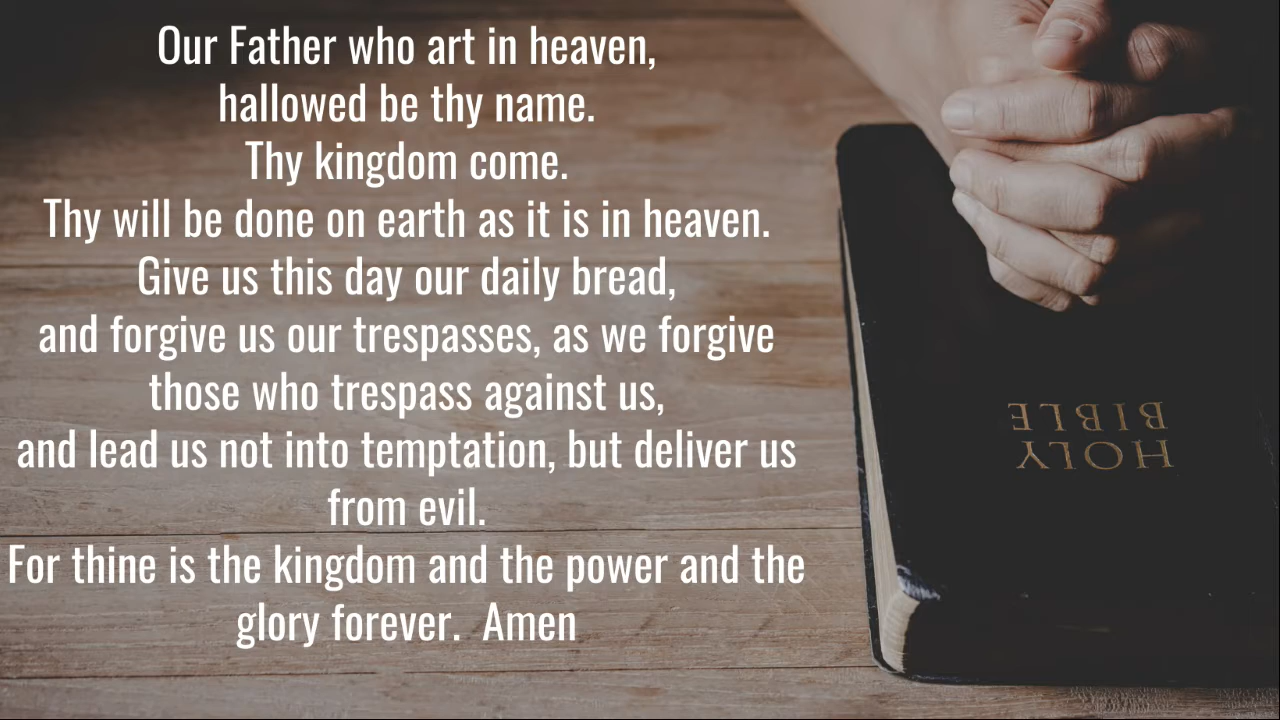 Our Father who art in heaven,
hallowed be thy name.
Thy kingdom come.
Thy will be done on earth as it is in heaven.
Give us this day our daily bread,
and forgive us our trespasses, as we forgive
those who trespass against us,
and lead us not into temptation, but deliver us
from evil.
For thine is the kingdom and the power and the
glory forever.  Amen
HOLY
BIBLE